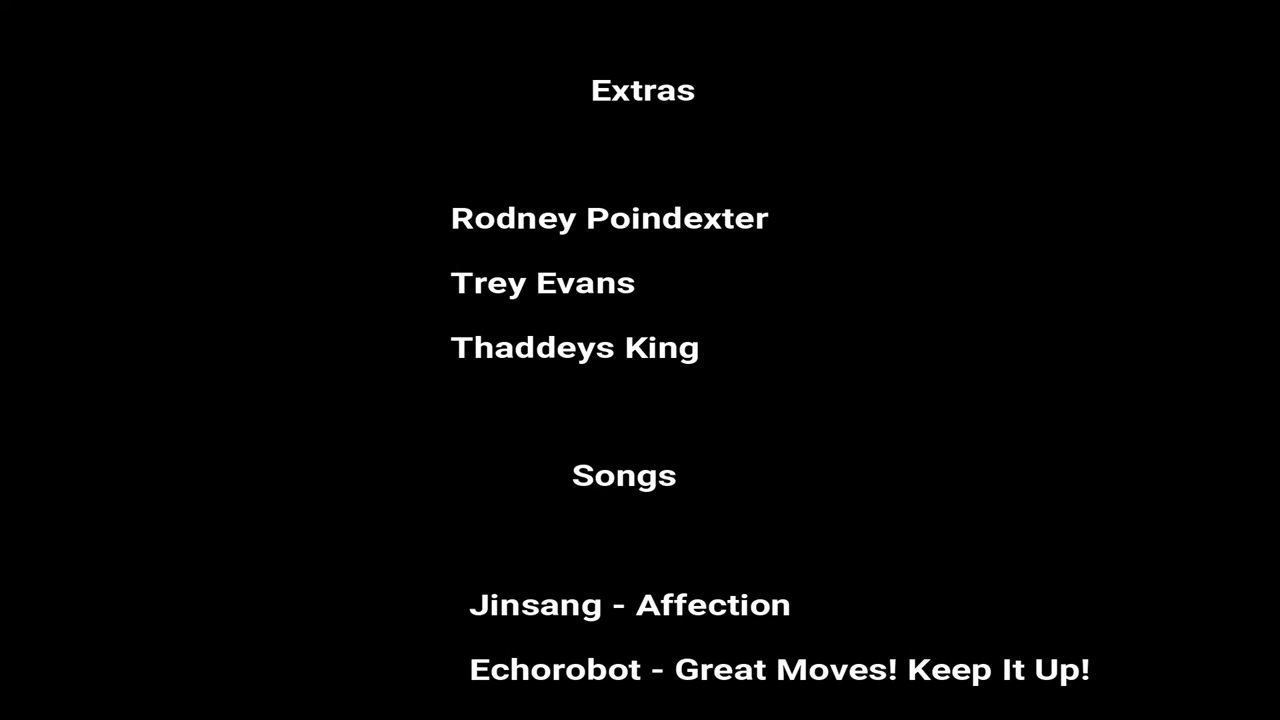 Extras
Rodney Poindexter
Trey Evans
Thaddeys King
Songs
Jinsang - Affection
Echorobot - Great Moves! Keep It Up!